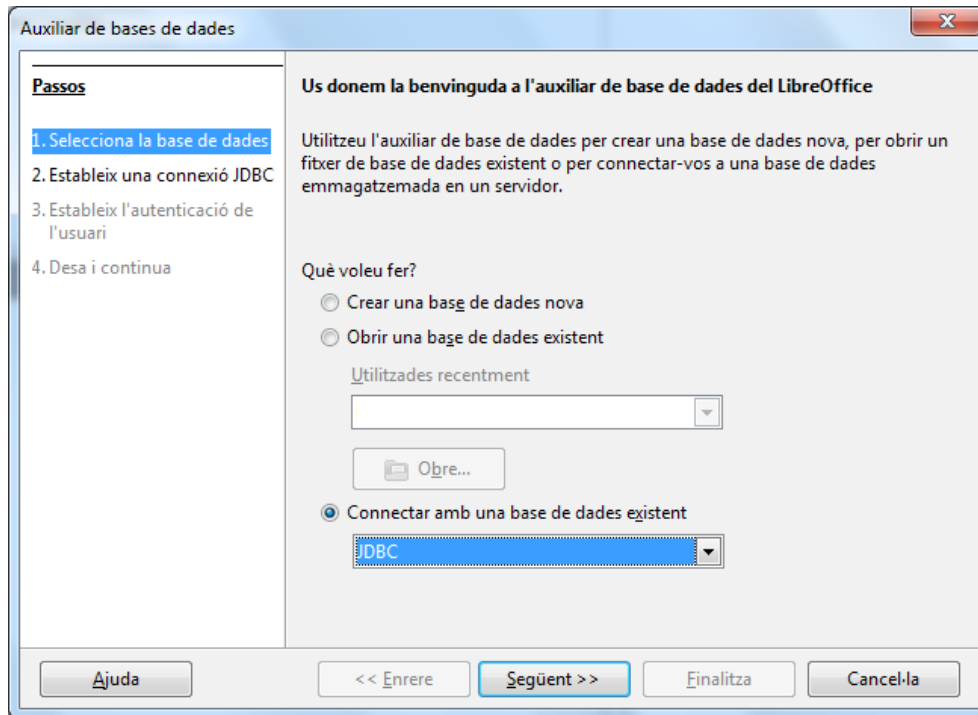 Auxiliar de bases de dades
Passos
1. Selecciona la base de dades
2. Estableix una connexió JDBC
3. Estableix l'autenticació de
l'usuari
4. Desa i continua
Us donem la benvinguda a l'auxiliar de base de dades del LibreOffice
Utilitzeu l'auxiliar de base de dades per crear una base de dades nova, per obrir un
fitxer de base de dades existent o per connectar-vos a una base de dades
emmagatzemada en un servidor.
Què voleu fer?
Crear una base de dades nova
Obrir una base de dades existent
Utilitzades recentment
Obre...
Connectar amb una base de dades existent
JDBC
Ajuda
<< Enrere
Següent >>
Finalitza
Cancel·la